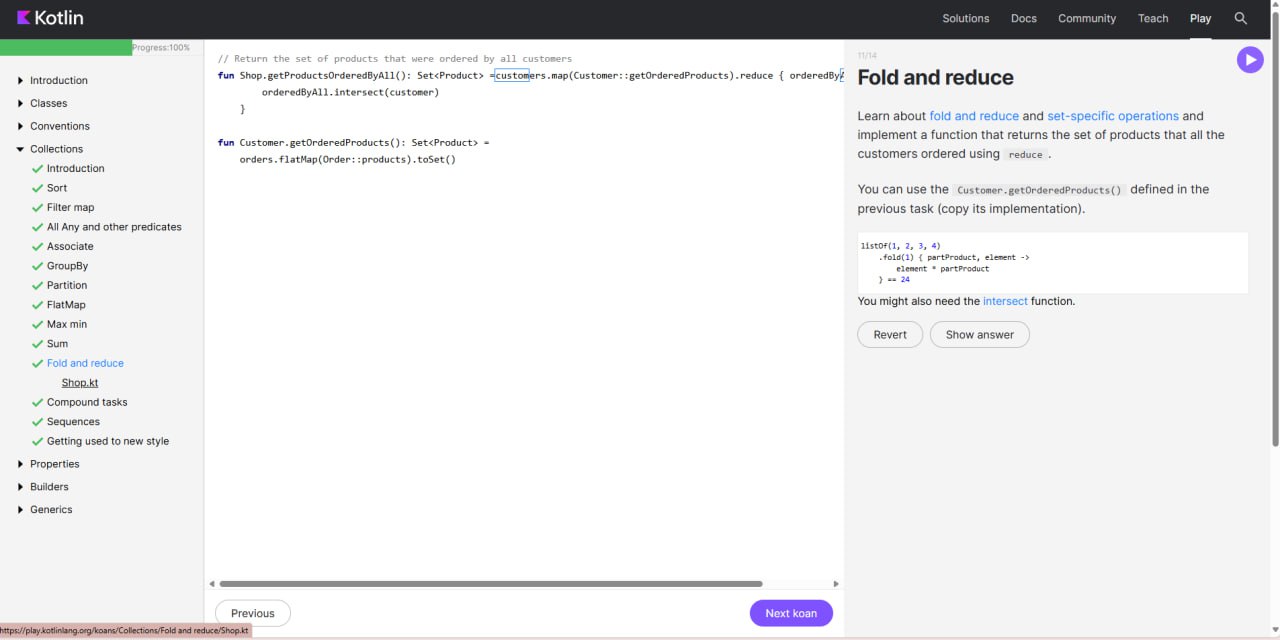 Kotlin
Solutions
Docs
Community
Teach
Play
Progress:100%
Introduction
Classes
Conventions
Collections
Introduction
Sort
Filter map
All Any and other predicates
Associate
GroupBy
Partition
FlatMap
Max min
Sum
Fold and reduce
Shop.kt
Compound tasks
Sequences
Getting used to new style
Properties
Builders
Generics
https://play.kotlinlang.org/koans/Collections/Fold and reduce/Shop.kt
// Return the set of products that were ordered by all customers
fun Shop.getProductsOrderedByAll(): Set<Product> =customers.map(Customer::getOrderedProducts).reduce { orderedByA
orderedByAll.intersect(customer)
}
fun Customer.getOrderedProducts(): Set<Product> =
orders.flatMap(Order::products).toSet()
Previous
Next koan
11/14
Fold and reduce
Learn about fold and reduce and set-specific operations and
implement a function that returns the set of products that all the
customers ordered using reduce .
You can use the Customer.getOrderedProducts() defined in the
previous task (copy its implementation).
listOf(1, 2, 3, 4)
.fold(1) { partProduct, element ->
element * partProduct
} == 24
You might also need the intersect function.
Revert
Show answer